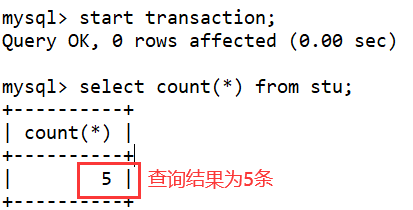 mysql> start transaction;
Query OK, 0 rows affected (0.00 sec)
mysql> select count(*) from stu;
+----------+
| count(*) |
+----------+
|        5 | 查询结果为5条
+----------+